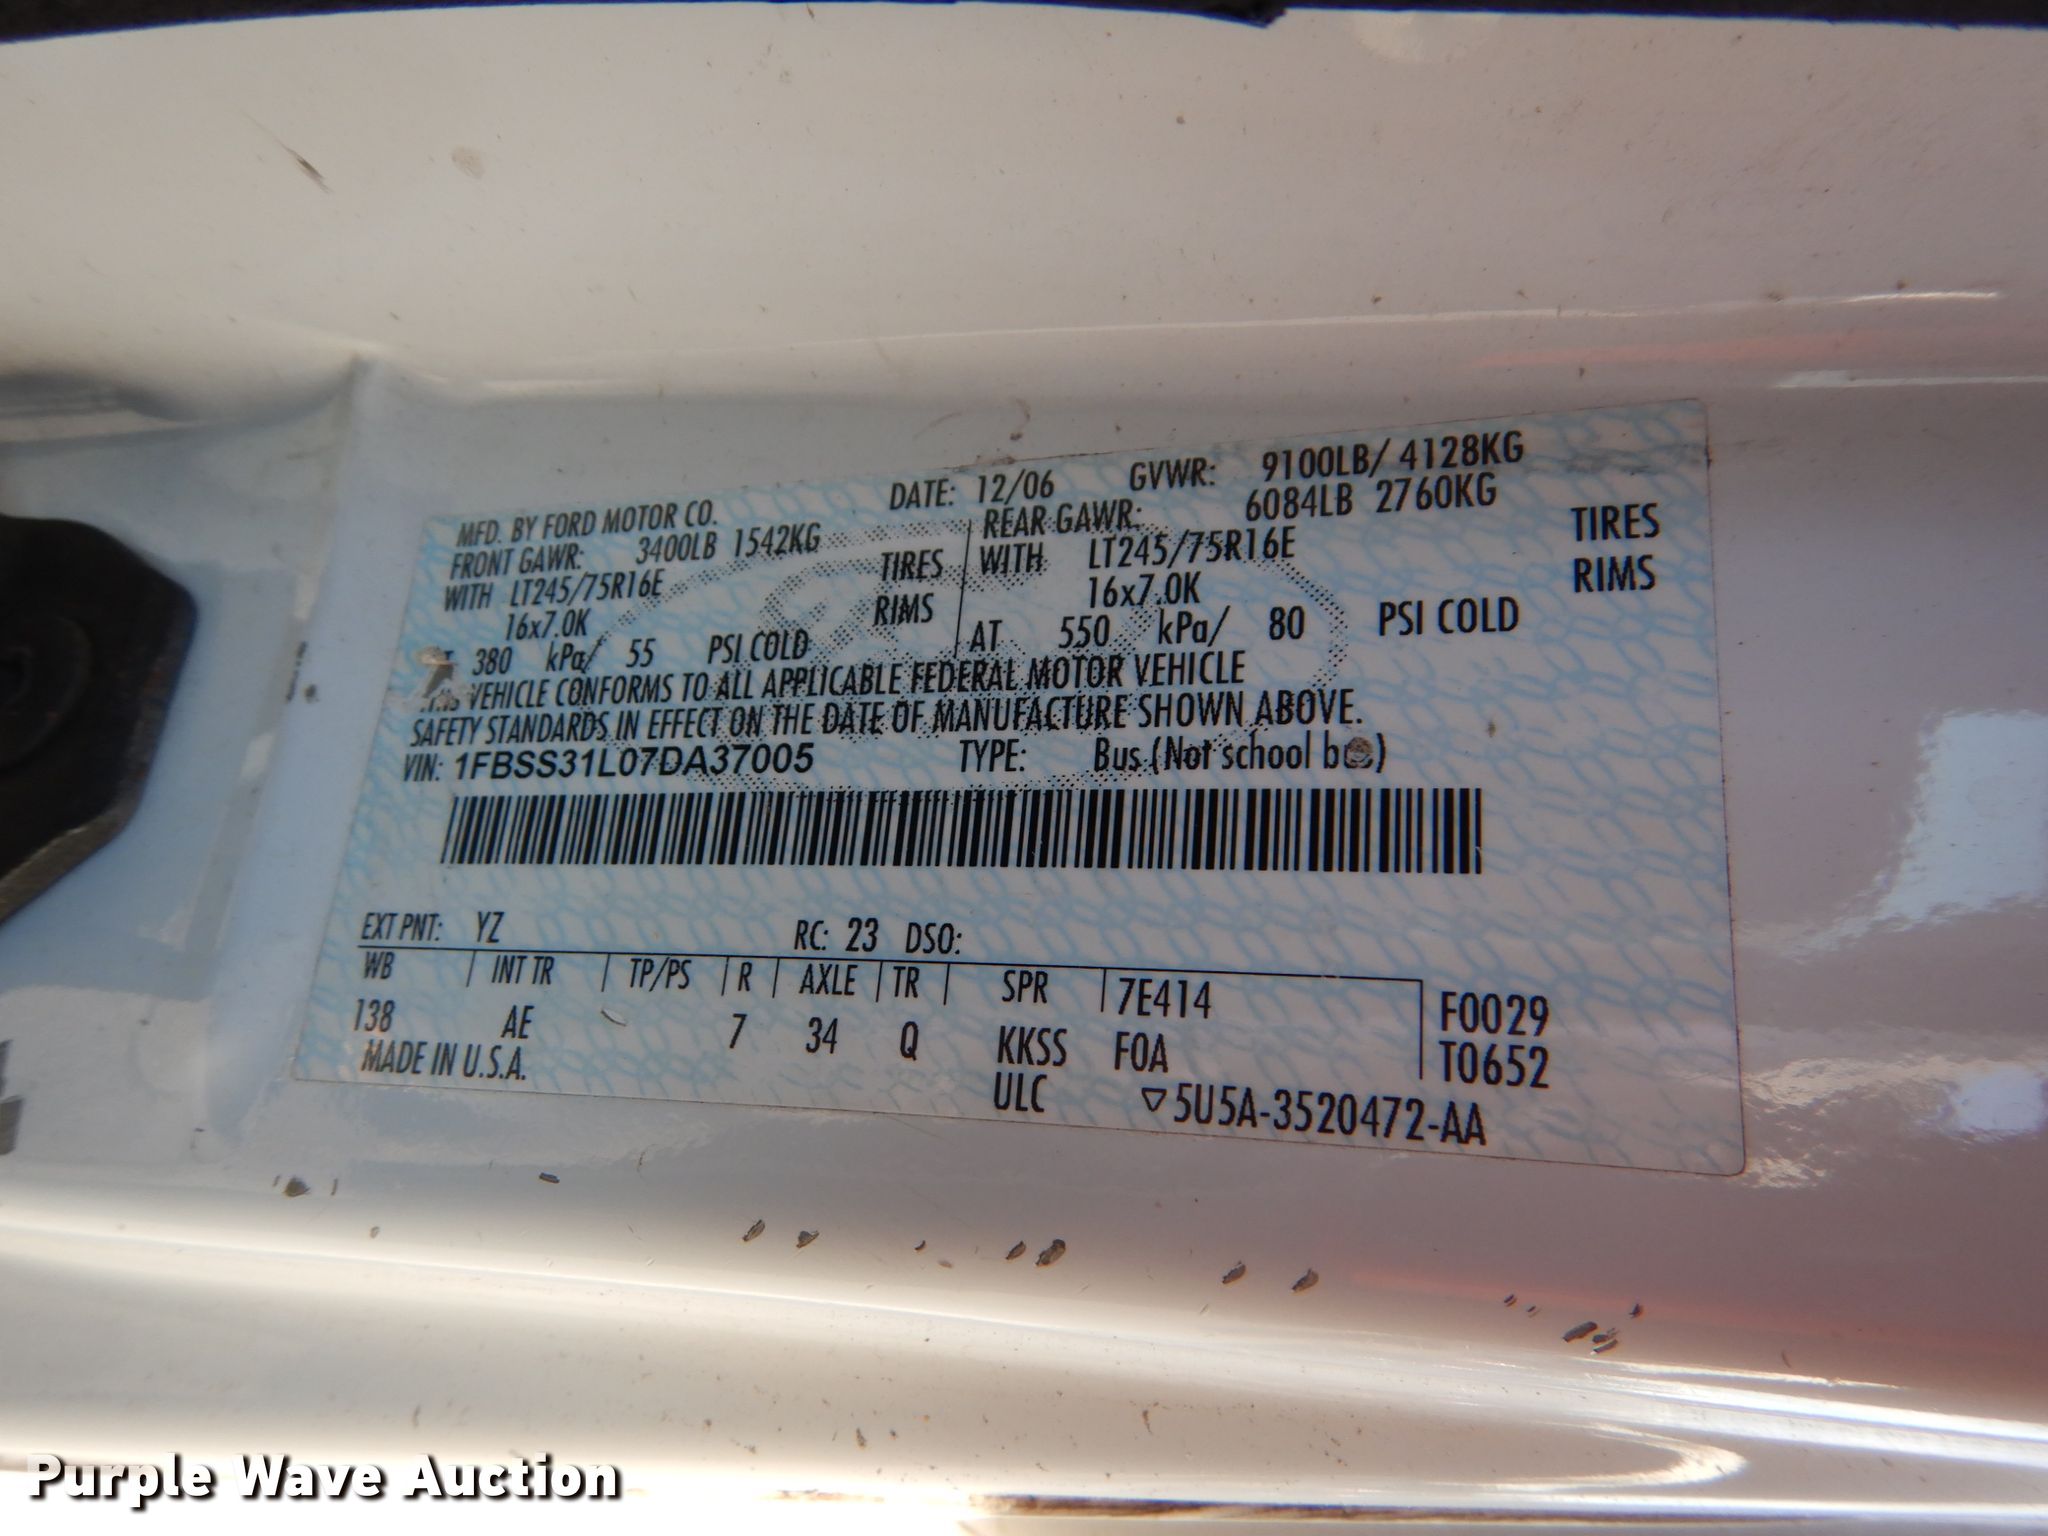 MFD. BY FORD MOTOR CO. DATE: 12/06 GVWR: 9100LB/ 4128KG
FRONT GAWR: 3400LB 1542KG REAR GAWR: 6084LB 2760KG
WITH LT245/75R16E TIRES WITH LT245/75R16E TIRES
16x7.0K RIMS 16x7.0K RIMS
380 kPa/ 55 PSI COLD AT 550 kPa/ 80 PSI COLD
VEHICLE CONFORMS TO ALL APPLICABLE FEDERAL MOTOR VEHICLE
SAFETY STANDARDS IN EFFECT ON THE DATE OF MANUFACTURE SHOWN ABOVE.
VIN: 1FBSS31L07DA37005 TYPE: Bus (Not school bus)
EXT PNT: YZ RC: 23 DSO:
WB INT TR TP/PS R AXLE TR SPR 7E414 F0029
138 AE 7 34 Q KKSS FOA T0652
MADE IN U.S.A. ULC ▽5U5A-3520472-AA
Purple Wave Auction